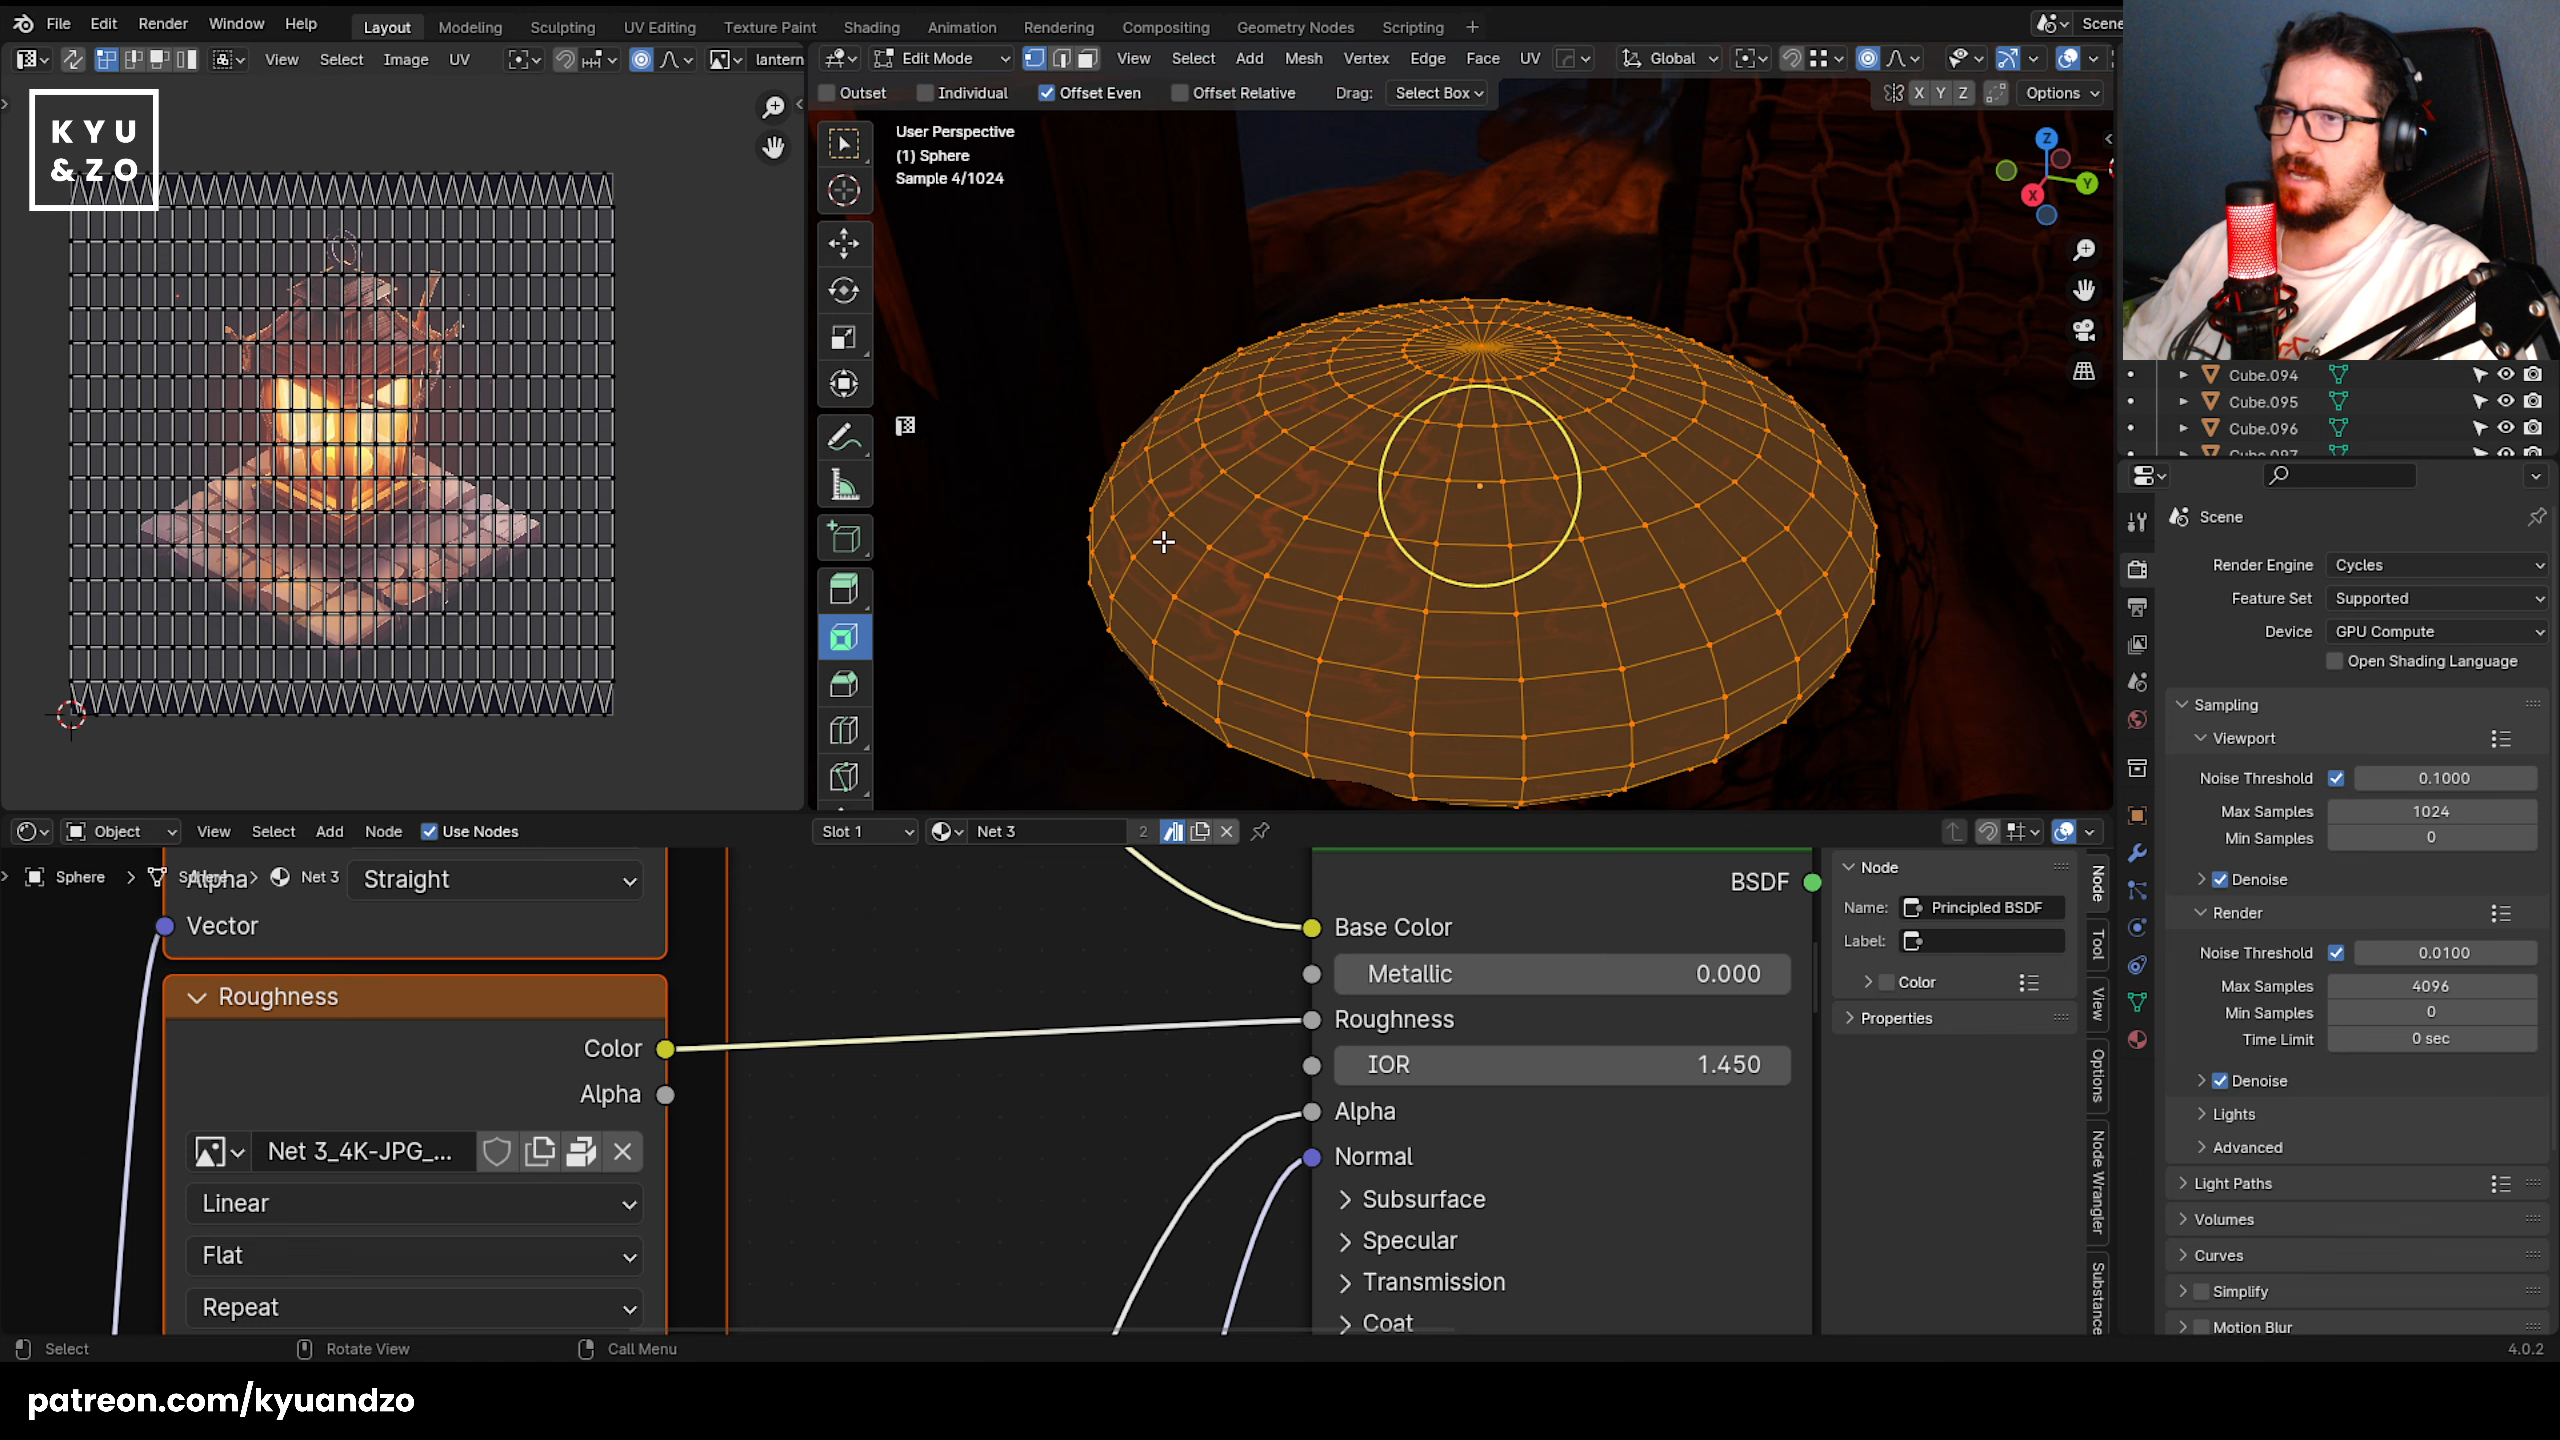 File Edit Render Window Help Layout Modeling Sculpting UV Editing Texture Paint Shading Animation Rendering Compositing Geometry Nodes Scripting + Scene
View Select Image UV lantern
Edit Mode View Select Add Mesh Vertex Edge Face UV Global
Outset Individual Offset Even Offset Relative Drag: Select Box X Y Z Options
KYU
&ZO
User Perspective
(1) Sphere
Sample 4/1024
Z
Y
X
Cube.094
Cube.095
Cube.096
Scene
Render Engine Cycles
Feature Set Supported
Device GPU Compute
Open Shading Language
Sampling
Viewport
Noise Threshold 0.1000
Max Samples 1024
Min Samples 0
Denoise
Render
Noise Threshold 0.0100
Max Samples 4096
Min Samples 0
Time Limit 0 sec
Denoise
Lights
Advanced
Light Paths
Volumes
Curves
Simplify
Motion Blur
Object View Select Add Node Use Nodes Slot 1 Net 3 2
Sphere Net 3
Alpha Straight
Vector
Roughness
Color
Alpha
Net 3_4K-JPG_...
Linear
Flat
Repeat
BSDF
Base Color
Metallic 0.000
Roughness
IOR 1.450
Alpha
Normal
Subsurface
Specular
Transmission
Coat
Node
Name: Principled BSDF
Label:
Color
Properties
Node
Tool
View
Options
Node Wrangler
Substance
Select Rotate View Call Menu 4.0.2
patreon.com/kyuandzo